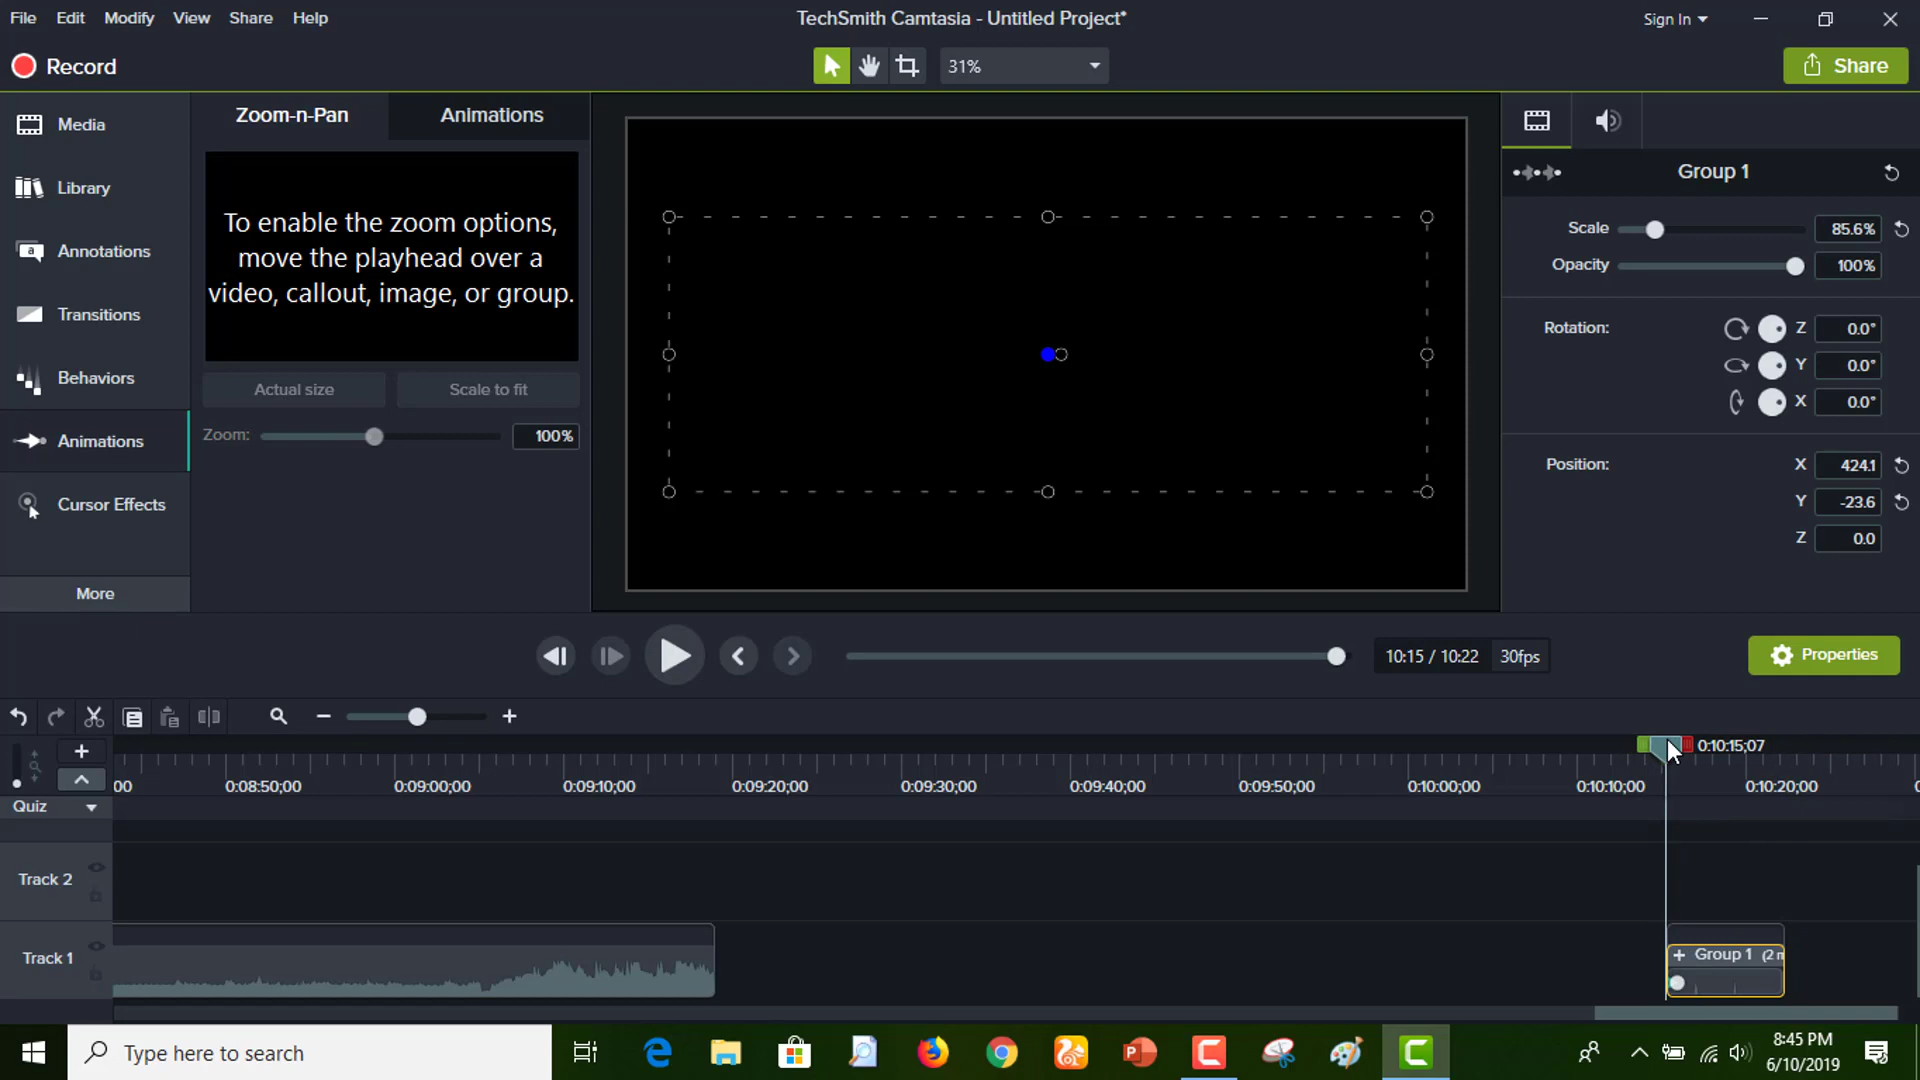 File Edit Modify View Share Help
TechSmith Camtasia - Untitled Project*
Sign In
Record
31%
Share
Media
Library
Annotations
Transitions
Behaviors
Animations
Cursor Effects
More
Zoom-n-Pan Animations
To enable the zoom options,
move the playhead over a
video, callout, image, or group.
Actual size Scale to fit
Zoom: 100%
Group 1
Scale 85.6%
Opacity 100%
Rotation: Z 0.0°
Y 0.0°
X 0.0°
Position: X 424.1
Y -23.6
Z 0.0
10:15 / 10:22 30fps
Properties
0:10:15;07
00 0:08:50;00 0:09:00;00 0:09:10;00 0:09:20;00 0:09:30;00 0:09:40;00 0:09:50;00 0:10:00;00 0:10:10;00 0:10:20;00
Quiz
Track 2
Track 1
+ Group 1 (2 m
Type here to search
8:45 PM
6/10/2019